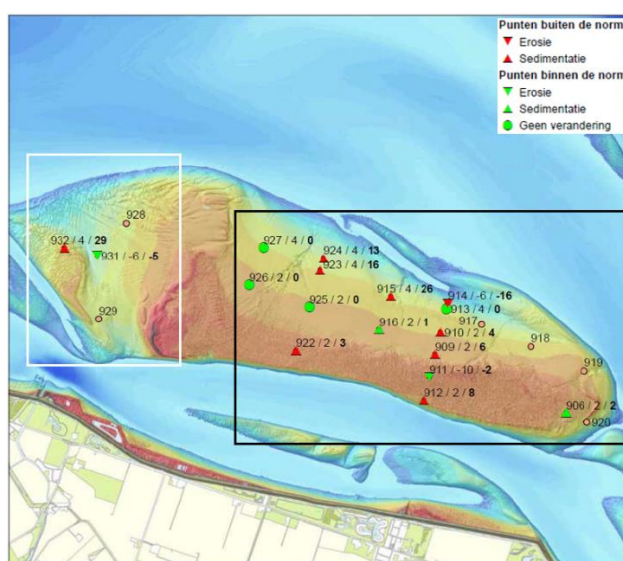 Punten buiten de norm
Erosie
Sedimentatie
Punten binnen de norm
Erosie
Sedimentatie
Geen verandering
928
932 / 4 / 29
931 / -6 / -5
929
927 / 4 / 0
924 / 4 / 13
923 / 4 / 16
926 / 2 / 0
925 / 2 / 0
915 / 4 / 26
914 / -6 / -16
913 / 4 / 0
917
916 / 2 / 1
910 / 2 / 4
918
922 / 2 / 3
909 / 2 / 6
919
911 / -10 / -2
912 / 2 / 8
906 / 2 / 2
920